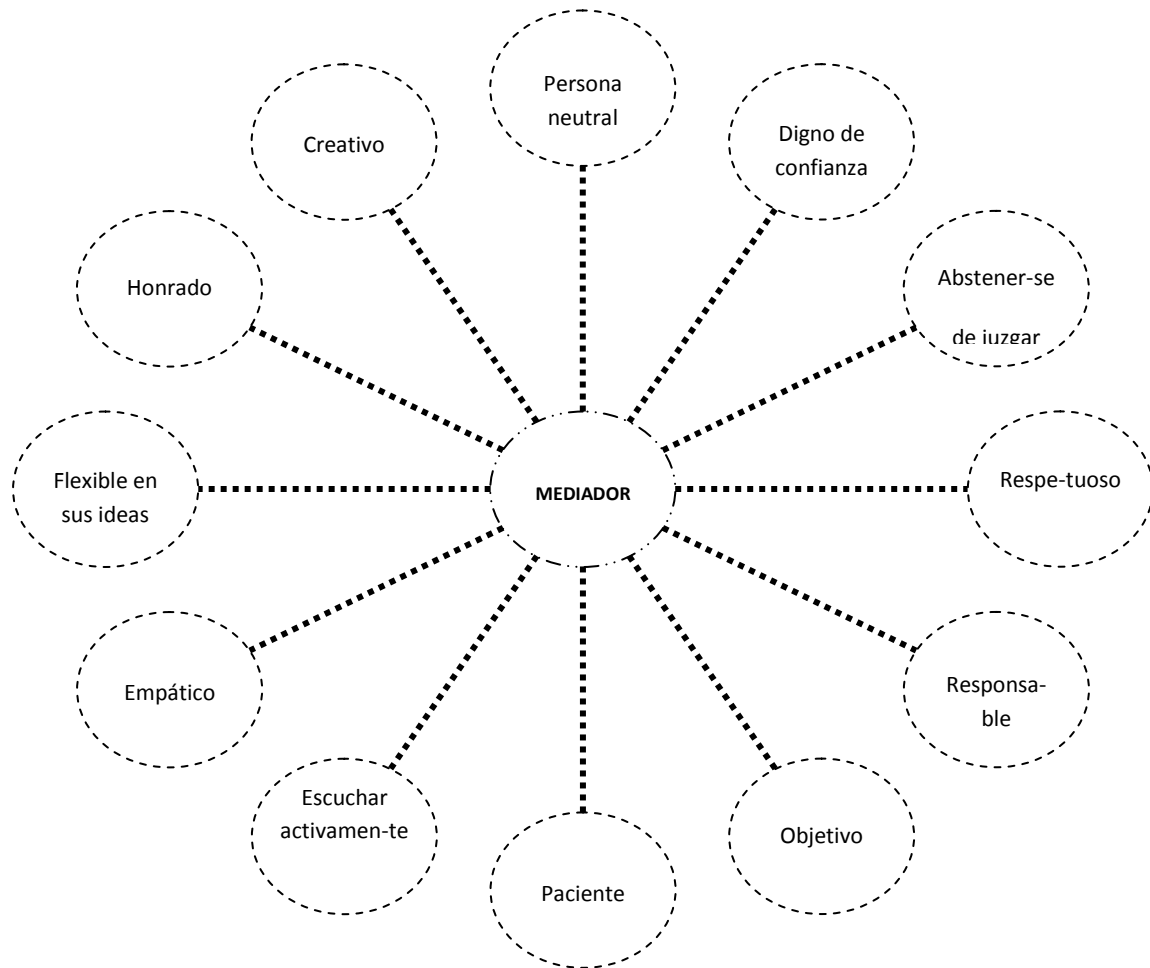 Persona
neutral
Digno de
confianza
Abstener-se
de juzgar
Respe-tuoso
Responsa-
ble
Objetivo
Paciente
Escuchar
activamen-te
Empático
Flexible en
sus ideas
Honrado
Creativo
MEDIADOR